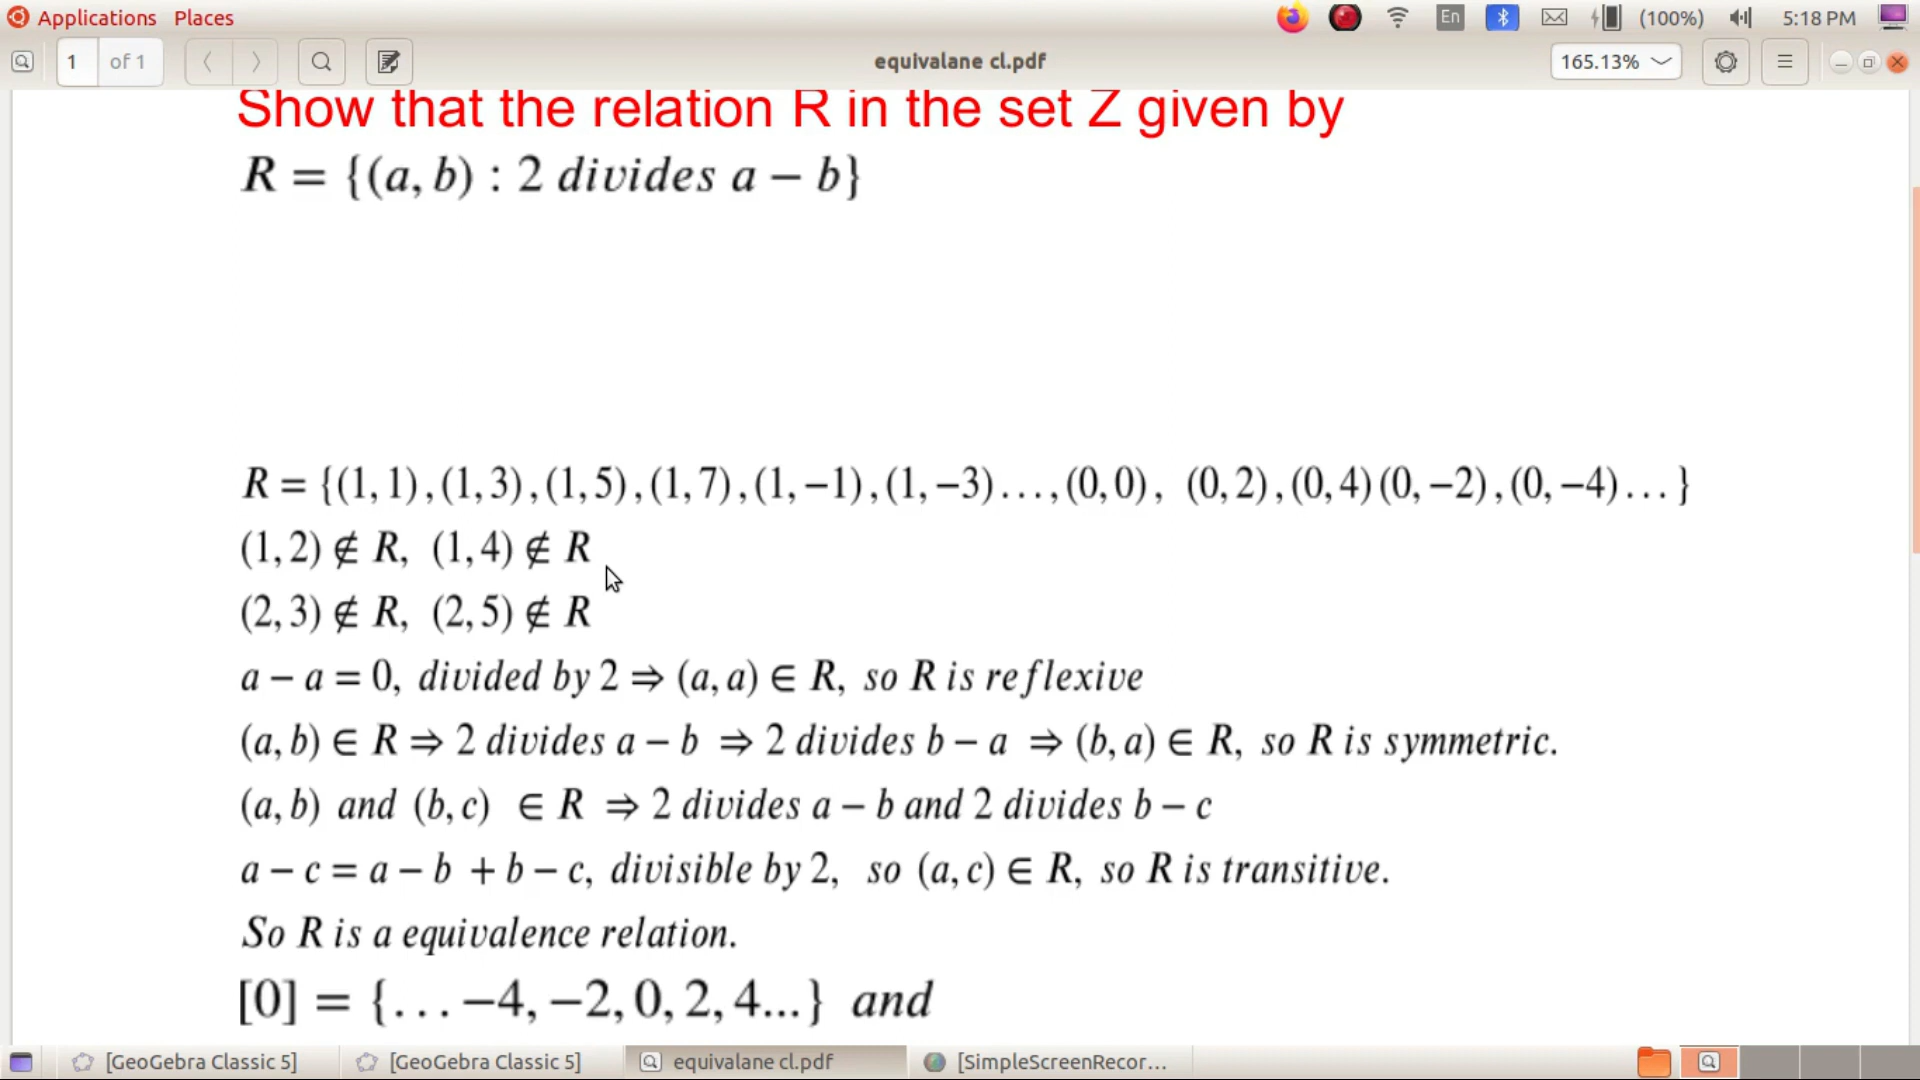 Applications Places En (100%) 5:18 PM
1 of 1 equivalane cl.pdf 165.13%
Show that the relation R in the set Z given by
R = {(a, b) : 2 divides a − b}
R = {(1, 1) , (1, 3) , (1, 5) , (1, 7) , (1, −1) , (1, −3) . . . , (0, 0) , (0, 2) , (0, 4) (0, −2) , (0, −4) . . . }
(1, 2) ∉ R, (1, 4) ∉ R
(2, 3) ∉ R, (2, 5) ∉ R
a − a = 0, divided by 2 ⇒ (a, a) ∈ R, so R is reflexive
(a, b) ∈ R ⇒ 2 divides a − b ⇒ 2 divides b − a ⇒ (b, a) ∈ R, so R is symmetric.
(a, b) and (b, c) ∈ R ⇒ 2 divides a − b and 2 divides b − c
a − c = a − b + b − c, divisible by 2, so (a, c) ∈ R, so R is transitive.
So R is a equivalence relation.
[0] = {. . . −4, −2, 0, 2, 4...} and
[GeoGebra Classic 5] [GeoGebra Classic 5] equivalane cl.pdf [SimpleScreenRecor...